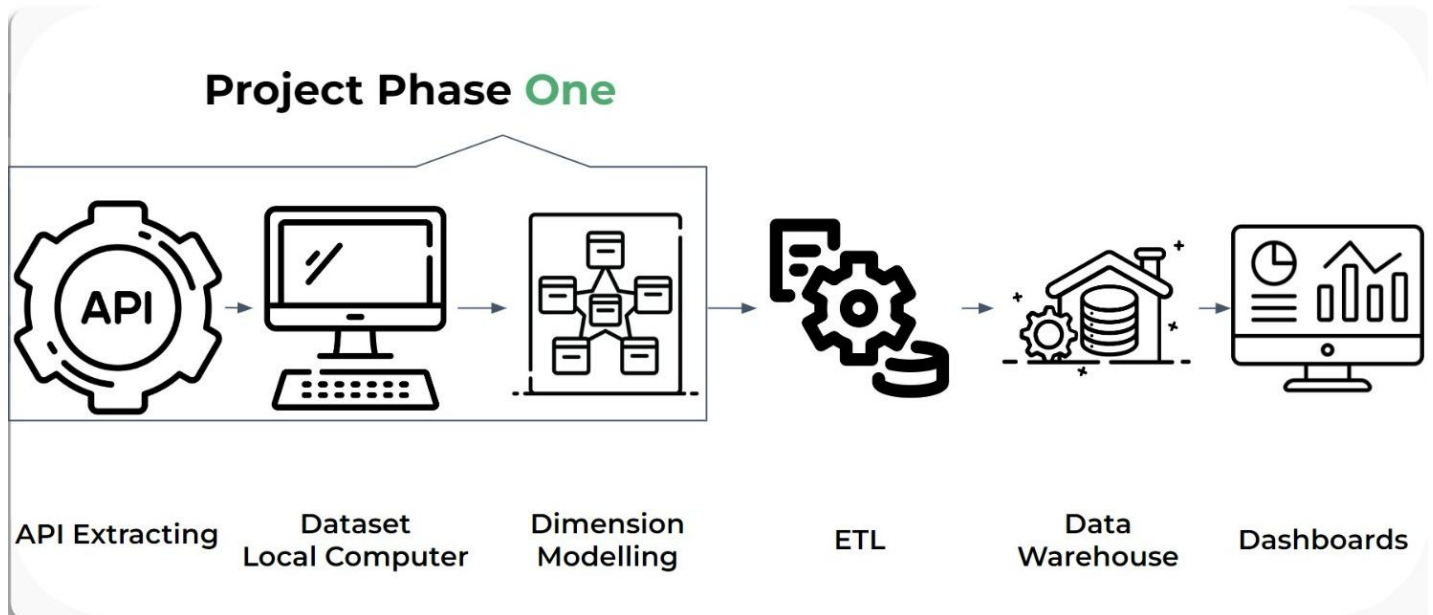 Project Phase One
API
API Extracting
Dataset
Local Computer
Dimension
Modelling
ETL
Data
Warehouse
Dashboards